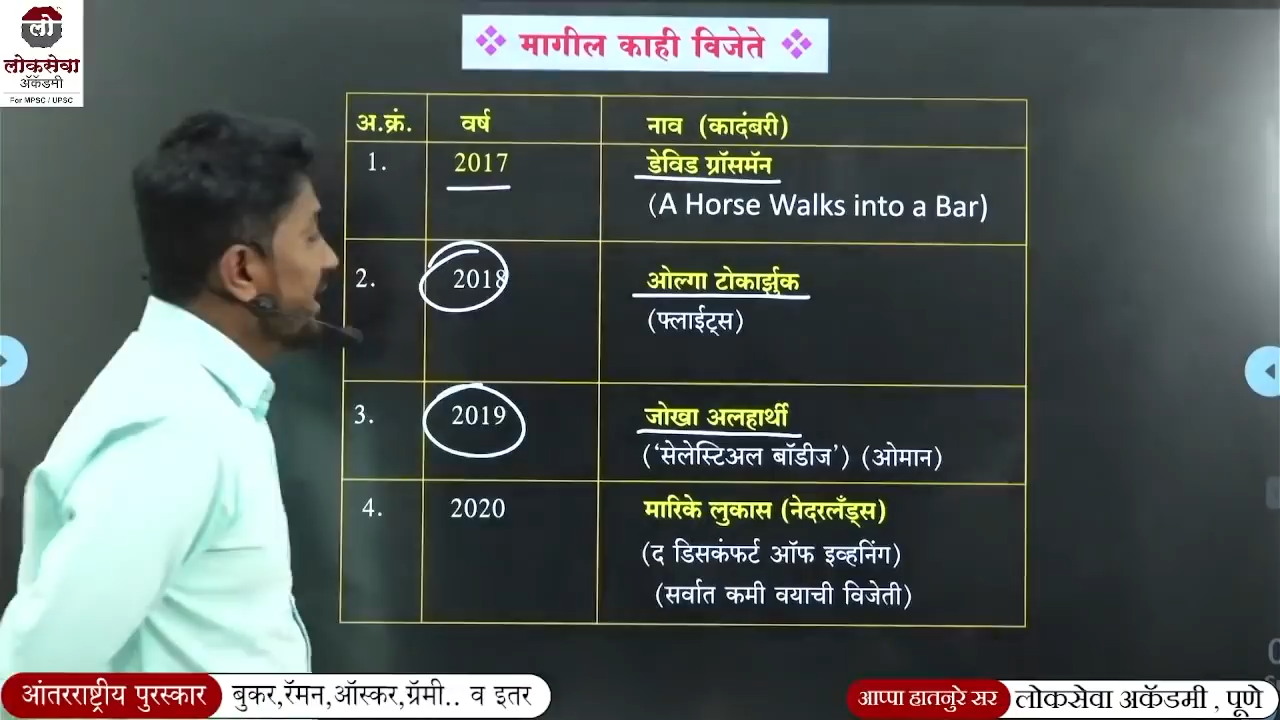 लो
लोकसेवा
अ‍ॅकॅडमी
For MPSC / UPSC
मागील काही विजेते
अ.क्रं. वर्ष नाव (कादंबरी)
1. 2017 डेविड ग्रॉसमॅन
(A Horse Walks into a Bar)
2. 2018 ओल्गा टोकार्झुक
(फ्लाईट्स)
3. 2019 जोखा अलहार्थी
('सेलेस्टिअल बॉडीज') (ओमान)
4. 2020 मारिके लुकास (नेदरलँड्स)
(द डिसकंफर्ट ऑफ इव्हनिंग)
(सर्वात कमी वयाची विजेती)
आंतरराष्ट्रीय पुरस्कार बुकर,रॅमन,ऑस्कर,ग्रॅमी.. व इतर
आप्पा हातनुरे सर लोकसेवा अकॅडमी , पूणे